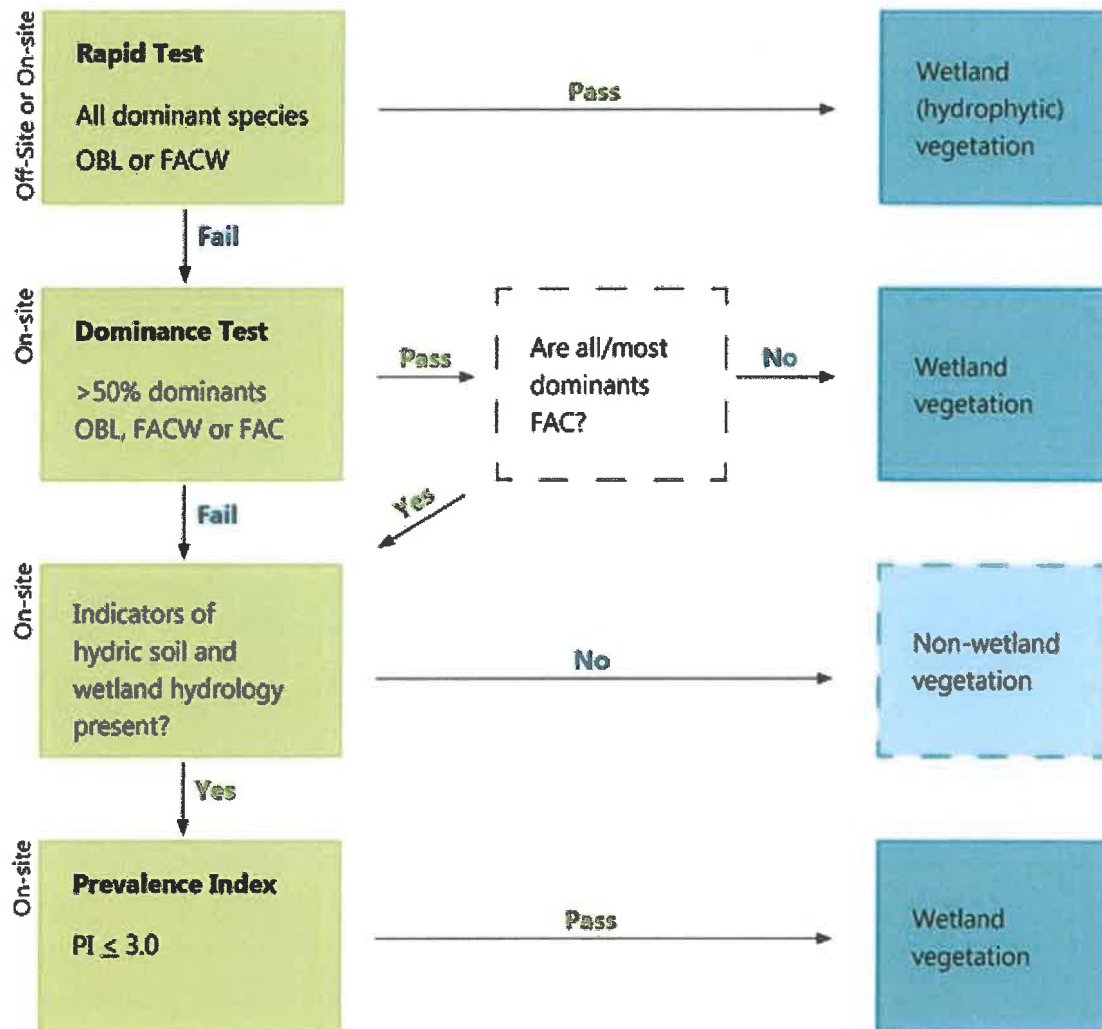 Off-Site or On-site
Rapid Test
All dominant species
OBL or FACW
Pass
Wetland
(hydrophytic)
vegetation
Fail
On-site
Dominance Test
>50% dominants
OBL, FACW or FAC
Pass
Are all/most
dominants
FAC?
No
Wetland
vegetation
Fail
Yes
On-site
Indicators of
hydric soil and
wetland hydrology
present?
No
Non-wetland
vegetation
Yes
On-site
Prevalence Index
PI ≤ 3.0
Pass
Wetland
vegetation